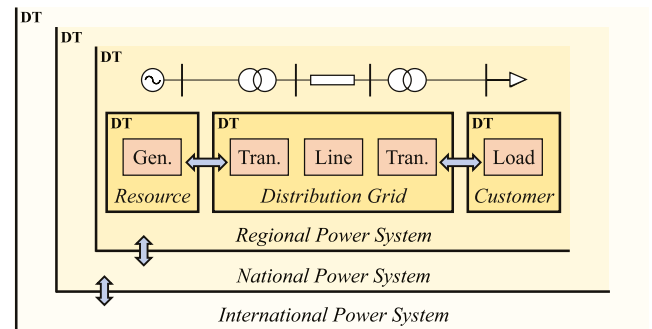 DT
DT
DT
DT DT DT
Gen. Tran. Line Tran. Load
Resource Distribution Grid Customer
Regional Power System
National Power System
International Power System